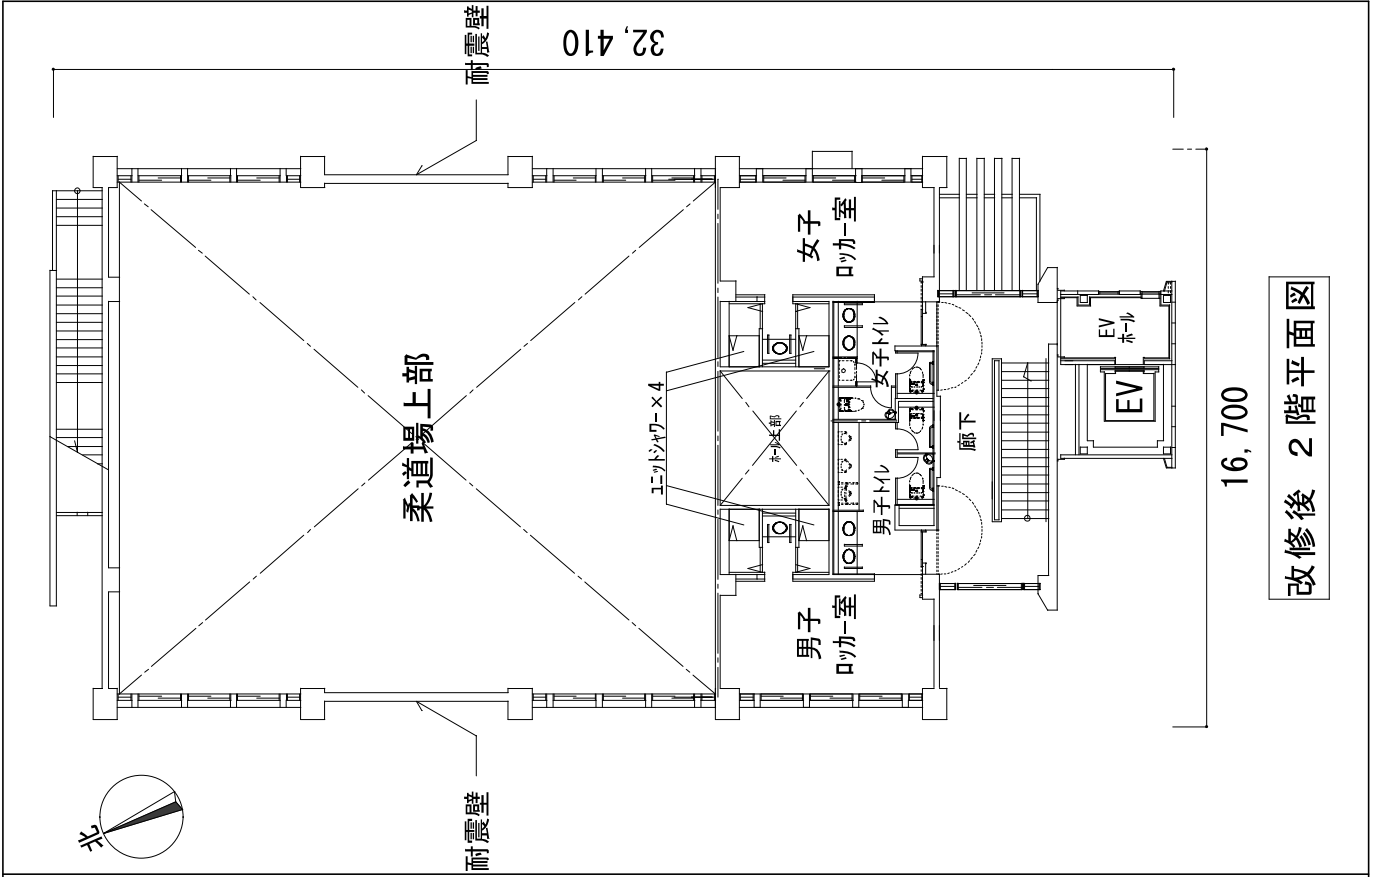 耐震壁
32,410
女子
ロッカー室
EV
ホール
女子トイレ
EV
柔道場上部
ユニットシャワー×4
ホール上部
廊下
16,700
男子トイレ
男子
ロッカー室
改修後 2階平面図
耐震壁
北